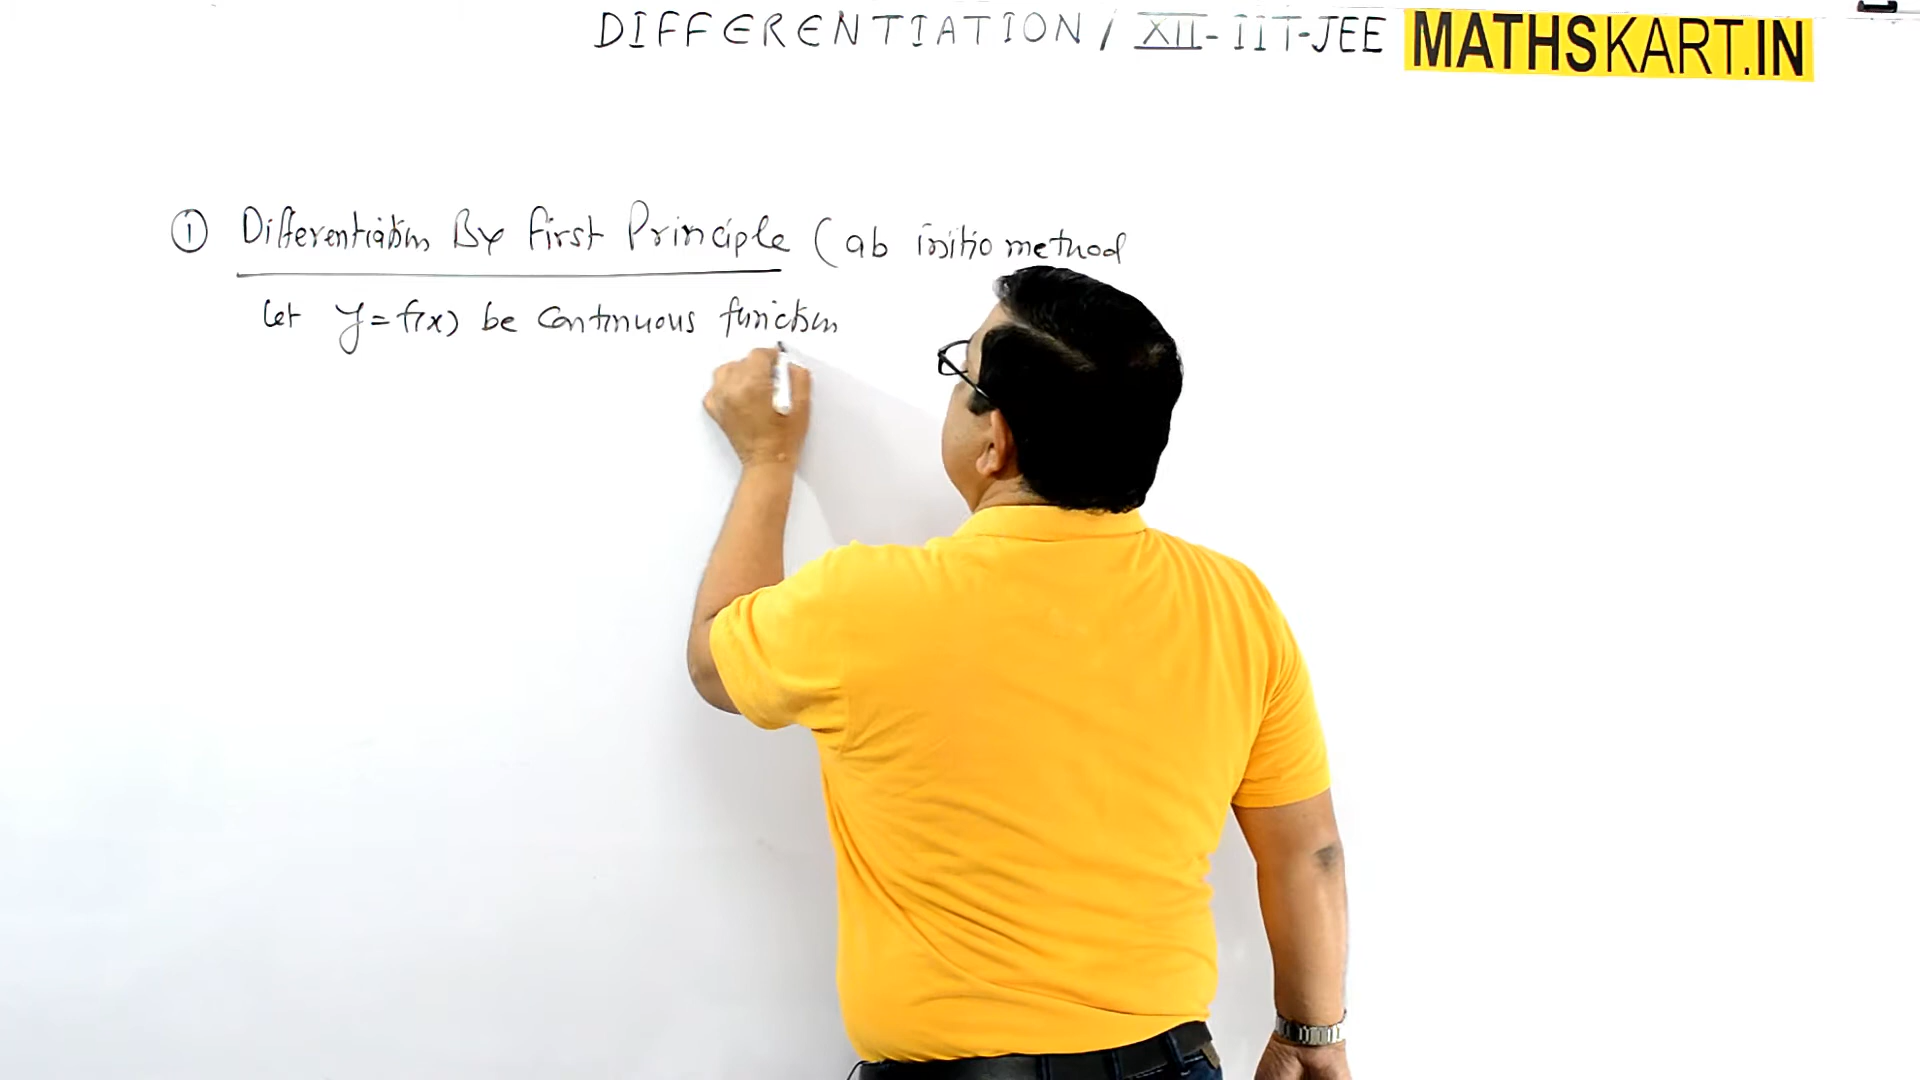 DIFFERENTIATION / XII - IIT-JEE MATHSKART.IN
① Differentiation By First Principle (ab initio method
Let y = f(x) be continuous function